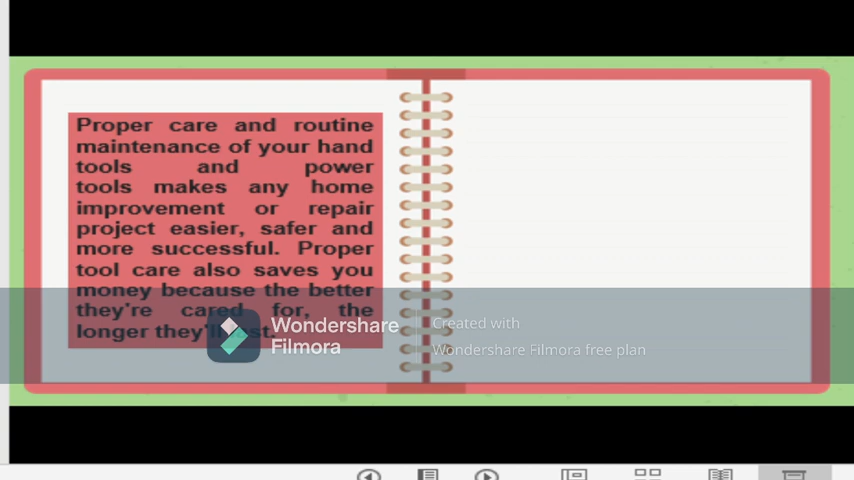 Proper care and routine
maintenance of your hand
tools and power
tools makes any home
improvement or repair
project easier, safer and
more successful. Proper
tool care also saves you
money because the better
they're cared for, the
longer they'll last.
Wondershare
Filmora
Created with
Wondershare Filmora free plan